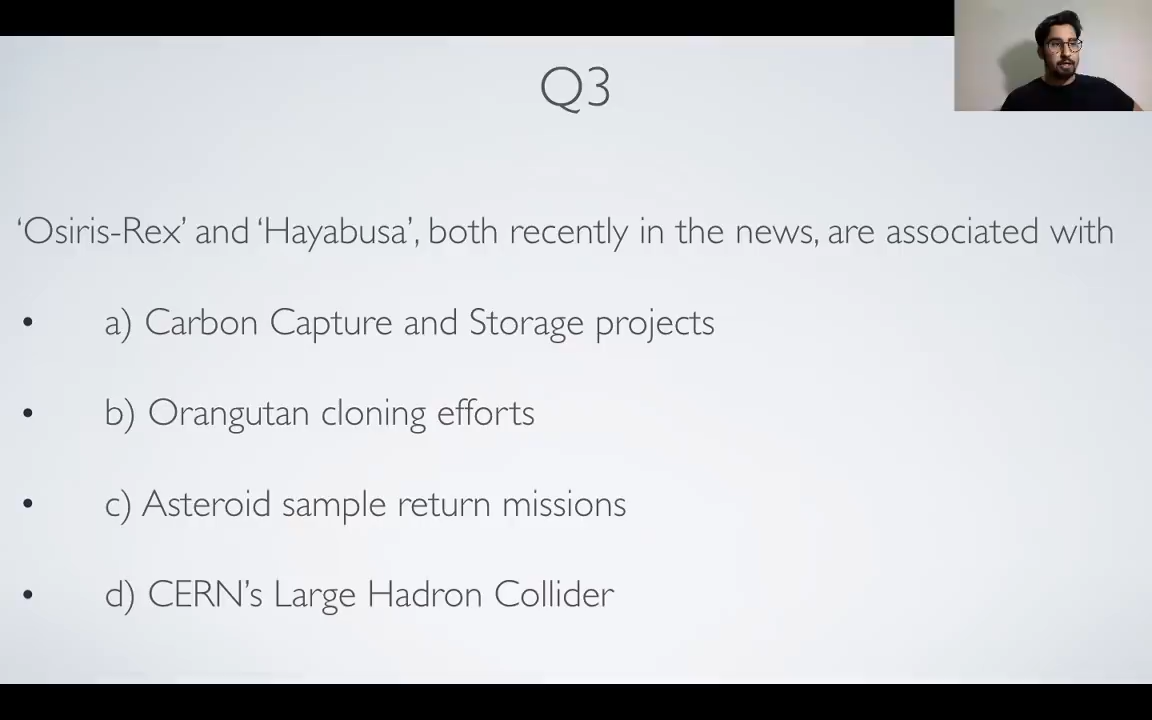 Q3
‘Osiris-Rex’ and ‘Hayabusa’, both recently in the news, are associated with
• a) Carbon Capture and Storage projects
• b) Orangutan cloning efforts
• c) Asteroid sample return missions
• d) CERN’s Large Hadron Collider